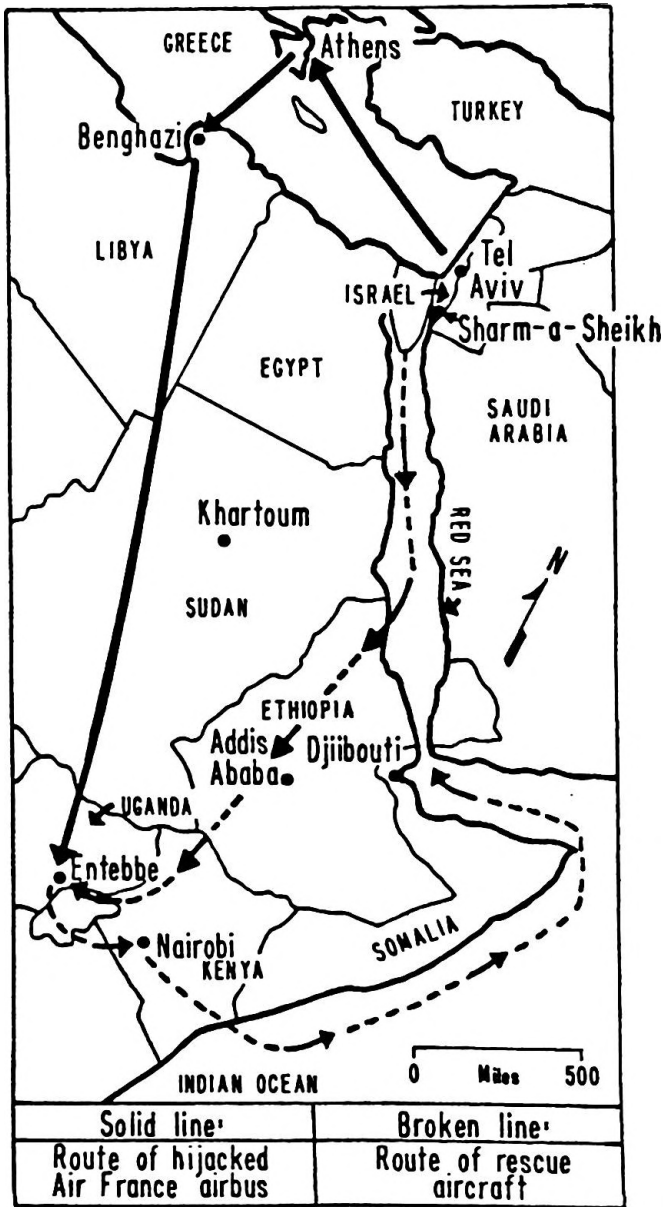 GREECE
Athens
TURKEY
Benghazi
LIBYA
Tel
Aviv
ISRAEL
Sharm-a-Sheikh
EGYPT
SAUDI
ARABIA
Khartoum
RED SEA
N
SUDAN
ETHIOPIA
Addis
Ababa
Djiibouti
UGANDA
Entebbe
Nairobi
KENYA
SOMALIA
INDIAN OCEAN
0 Miles 500
Solid line:
Route of hijacked
Air France airbus
Broken line:
Route of rescue
aircraft